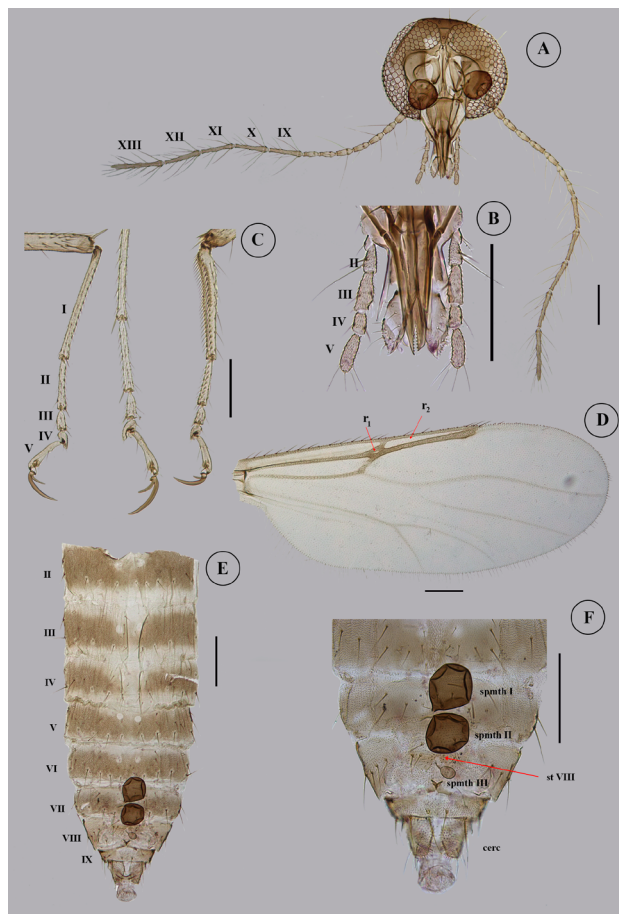 A
XIII
XII
XI
X
IX
B
II
III
IV
V
C
I
II
III
IV
V
D
r1
r2
E
II
III
IV
V
VI
VII
VIII
IX
F
spmth I
spmth II
st VIII
spmth III
cerc